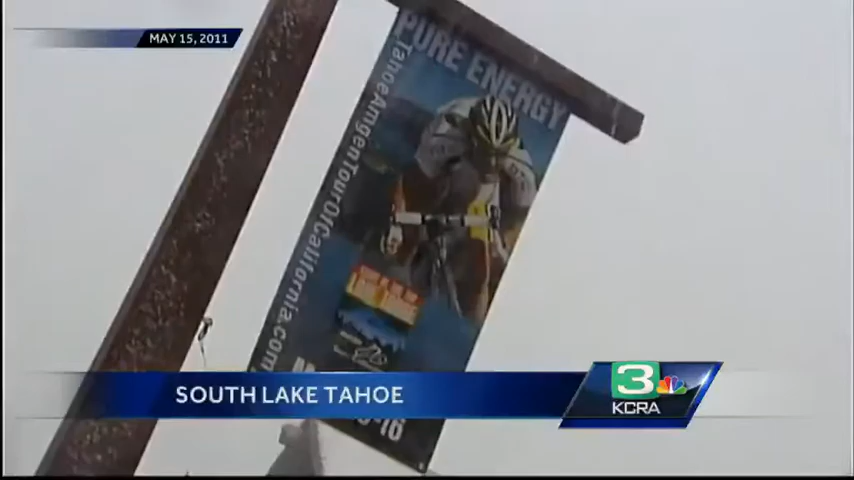 MAY 15, 2011
PURE ENERGY
TahoeAmgenTourOfCalifornia.com
SOUTH LAKE TAHOE
3
KCRA